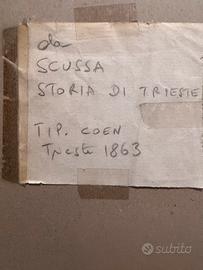 da
SCUSSA
STORIA DI TRIESTE
TIP. COEN
Trieste 1863
subito